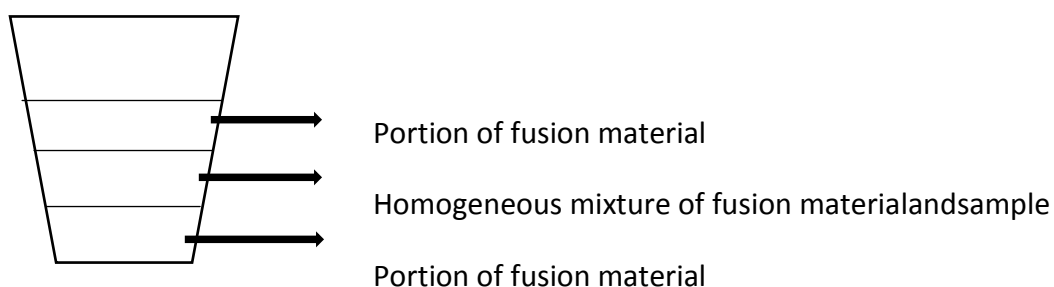 Portion of fusion material
Homogeneous mixture of fusion materialandsample
Portion of fusion material